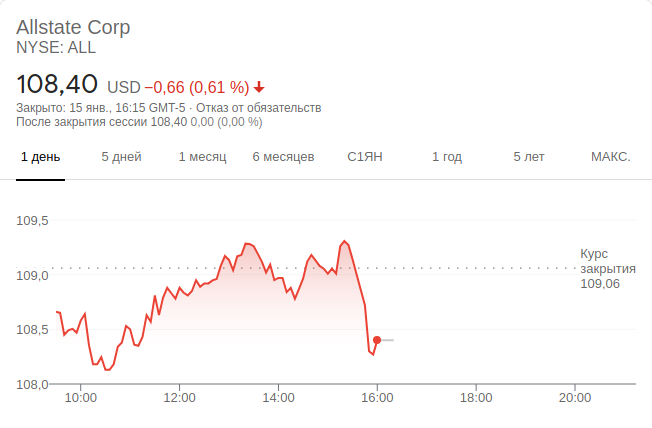 Allstate Corp
NYSE: ALL
108,40 USD −0,66 (0,61 %)
Закрыто: 15 янв., 16:15 GMT-5 · Отказ от обязательств
После закрытия сессии 108,40 0,00 (0,00 %)
1 день 5 дней 1 месяц 6 месяцев С1ЯН 1 год 5 лет МАКС.
109,5
109,0
108,5
108,0
Курс
закрытия
109,06
10:00 12:00 14:00 16:00 18:00 20:00